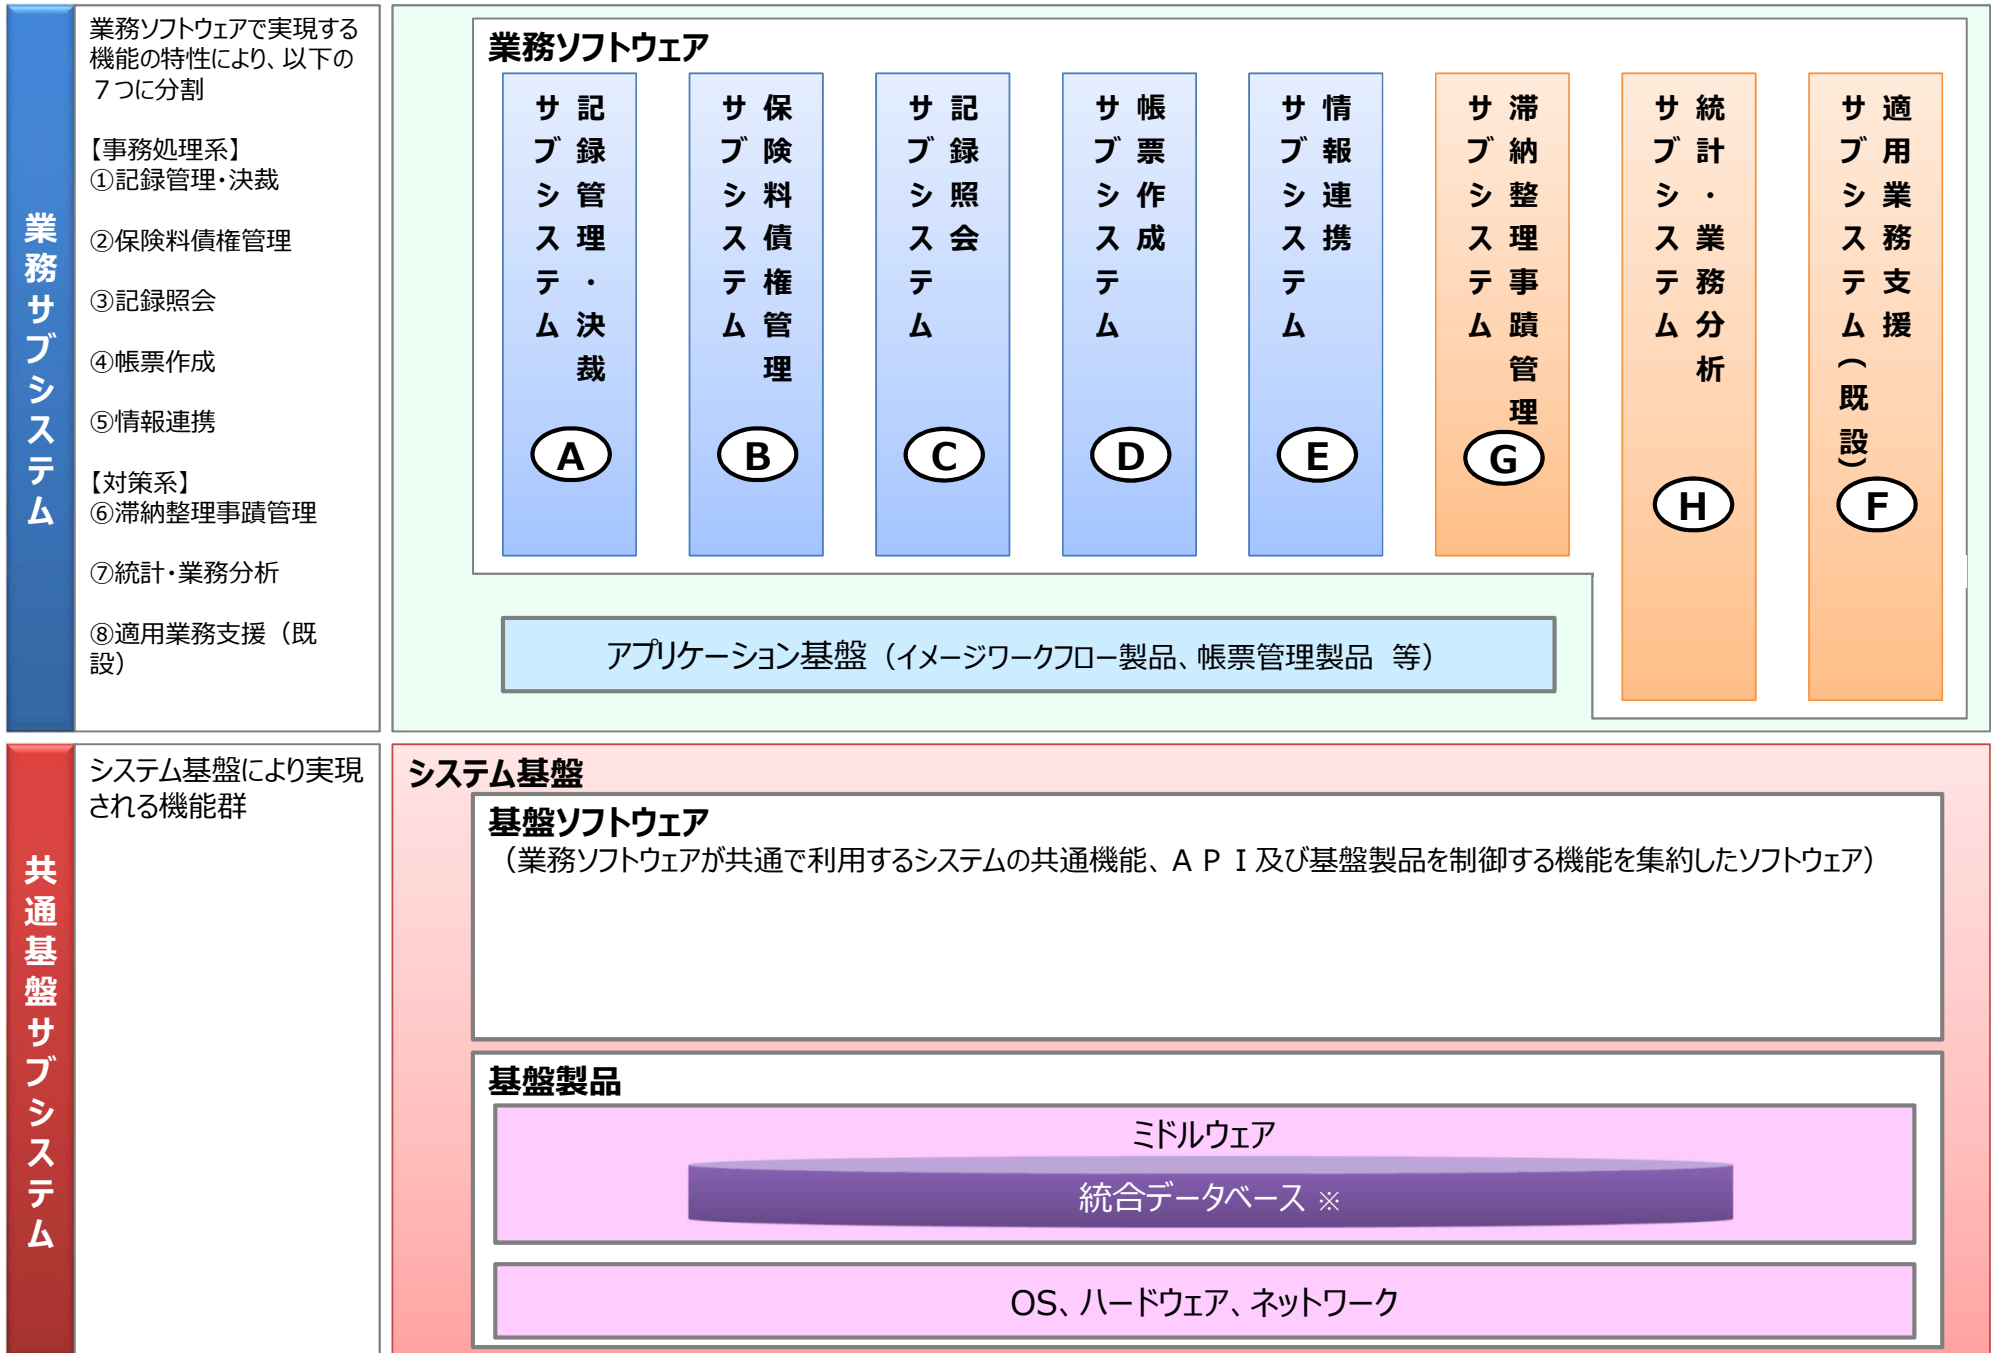 業務サブシステム
業務ソフトウェアで実現する
機能の特性により、以下の
７つに分割
【事務処理系】
①記録管理・決裁
②保険料債権管理
③記録照会
④帳票作成
⑤情報連携
【対策系】
⑥滞納整理事蹟管理
⑦統計・業務分析
⑧適用業務支援（既
設）
業務ソフトウェア
記録管理・決裁
サブシステム
A
保険料債権管理
サブシステム
B
記録照会
サブシステム
C
帳票作成
サブシステム
D
情報連携
サブシステム
E
滞納整理事蹟管理
サブシステム
G
統計・業務分析
サブシステム
H
適用業務支援
サブシステム（既設）
F
アプリケーション基盤（イメージワークフロー製品、帳票管理製品　等）
共通基盤サブシステム
システム基盤により実現
される機能群
システム基盤
基盤ソフトウェア
（業務ソフトウェアが共通で利用するシステムの共通機能、ＡＰＩ及び基盤製品を制御する機能を集約したソフトウェア）
基盤製品
ミドルウェア
統合データベース ※
OS、ハードウェア、ネットワーク